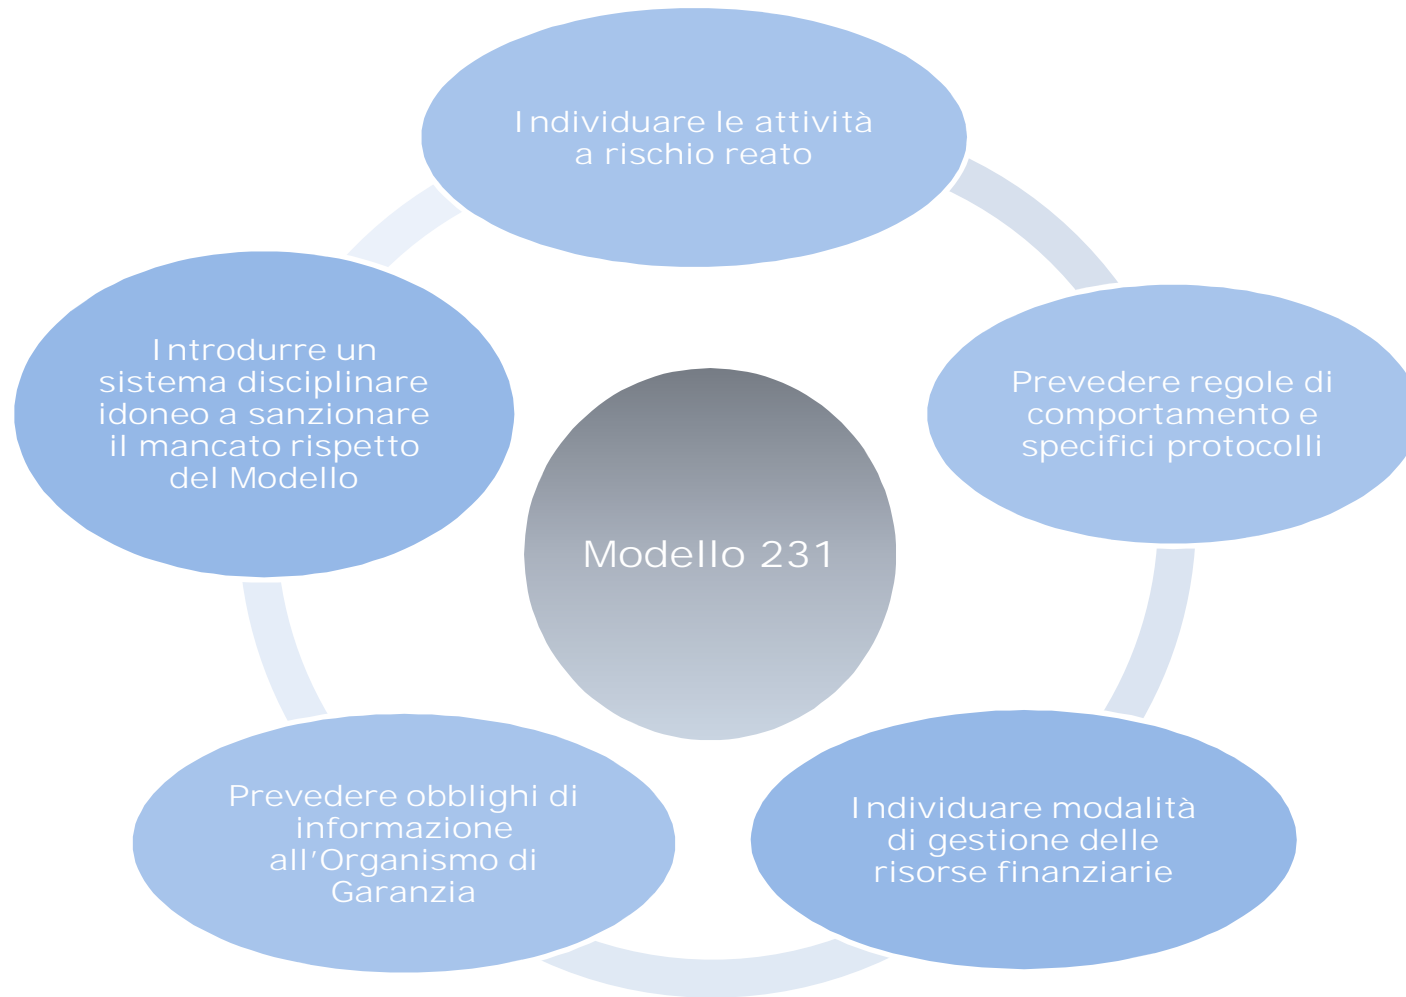 Individuare le attività
a rischio reato
Prevedere regole di
comportamento e
specifici protocolli
Individuare modalità
di gestione delle
risorse finanziarie
Prevedere obblighi di
informazione
all’Organismo di
Garanzia
Introdurre un
sistema disciplinare
idoneo a sanzionare
il mancato rispetto
del Modello
Modello 231